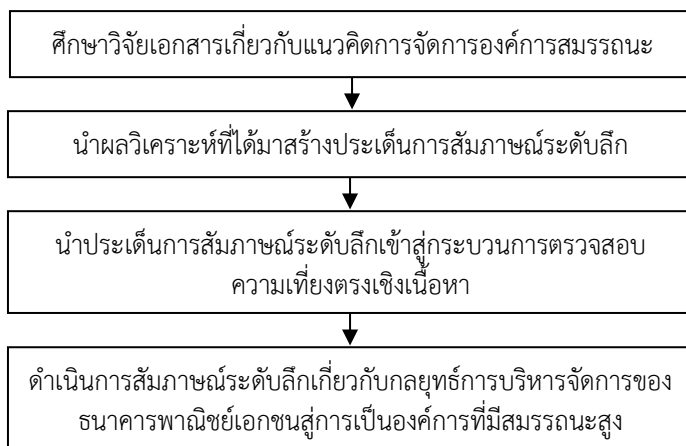 ศึกษาวิจัยเอกสารเกี่ยวกับแนวคิดการจัดการองค์การสมรรถนะ
นำผลวิเคราะห์ที่ได้มาสร้างประเด็นการสัมภาษณ์ระดับลึก
นำประเด็นการสัมภาษณ์ระดับลึกเข้าสู่กระบวนการตรวจสอบ
ความเที่ยงตรงเชิงเนื้อหา
ดำเนินการสัมภาษณ์ระดับลึกเกี่ยวกับกลยุทธ์การบริหารจัดการของ
ธนาคารพาณิชย์เอกชนสู่การเป็นองค์การที่มีสมรรถนะสูง